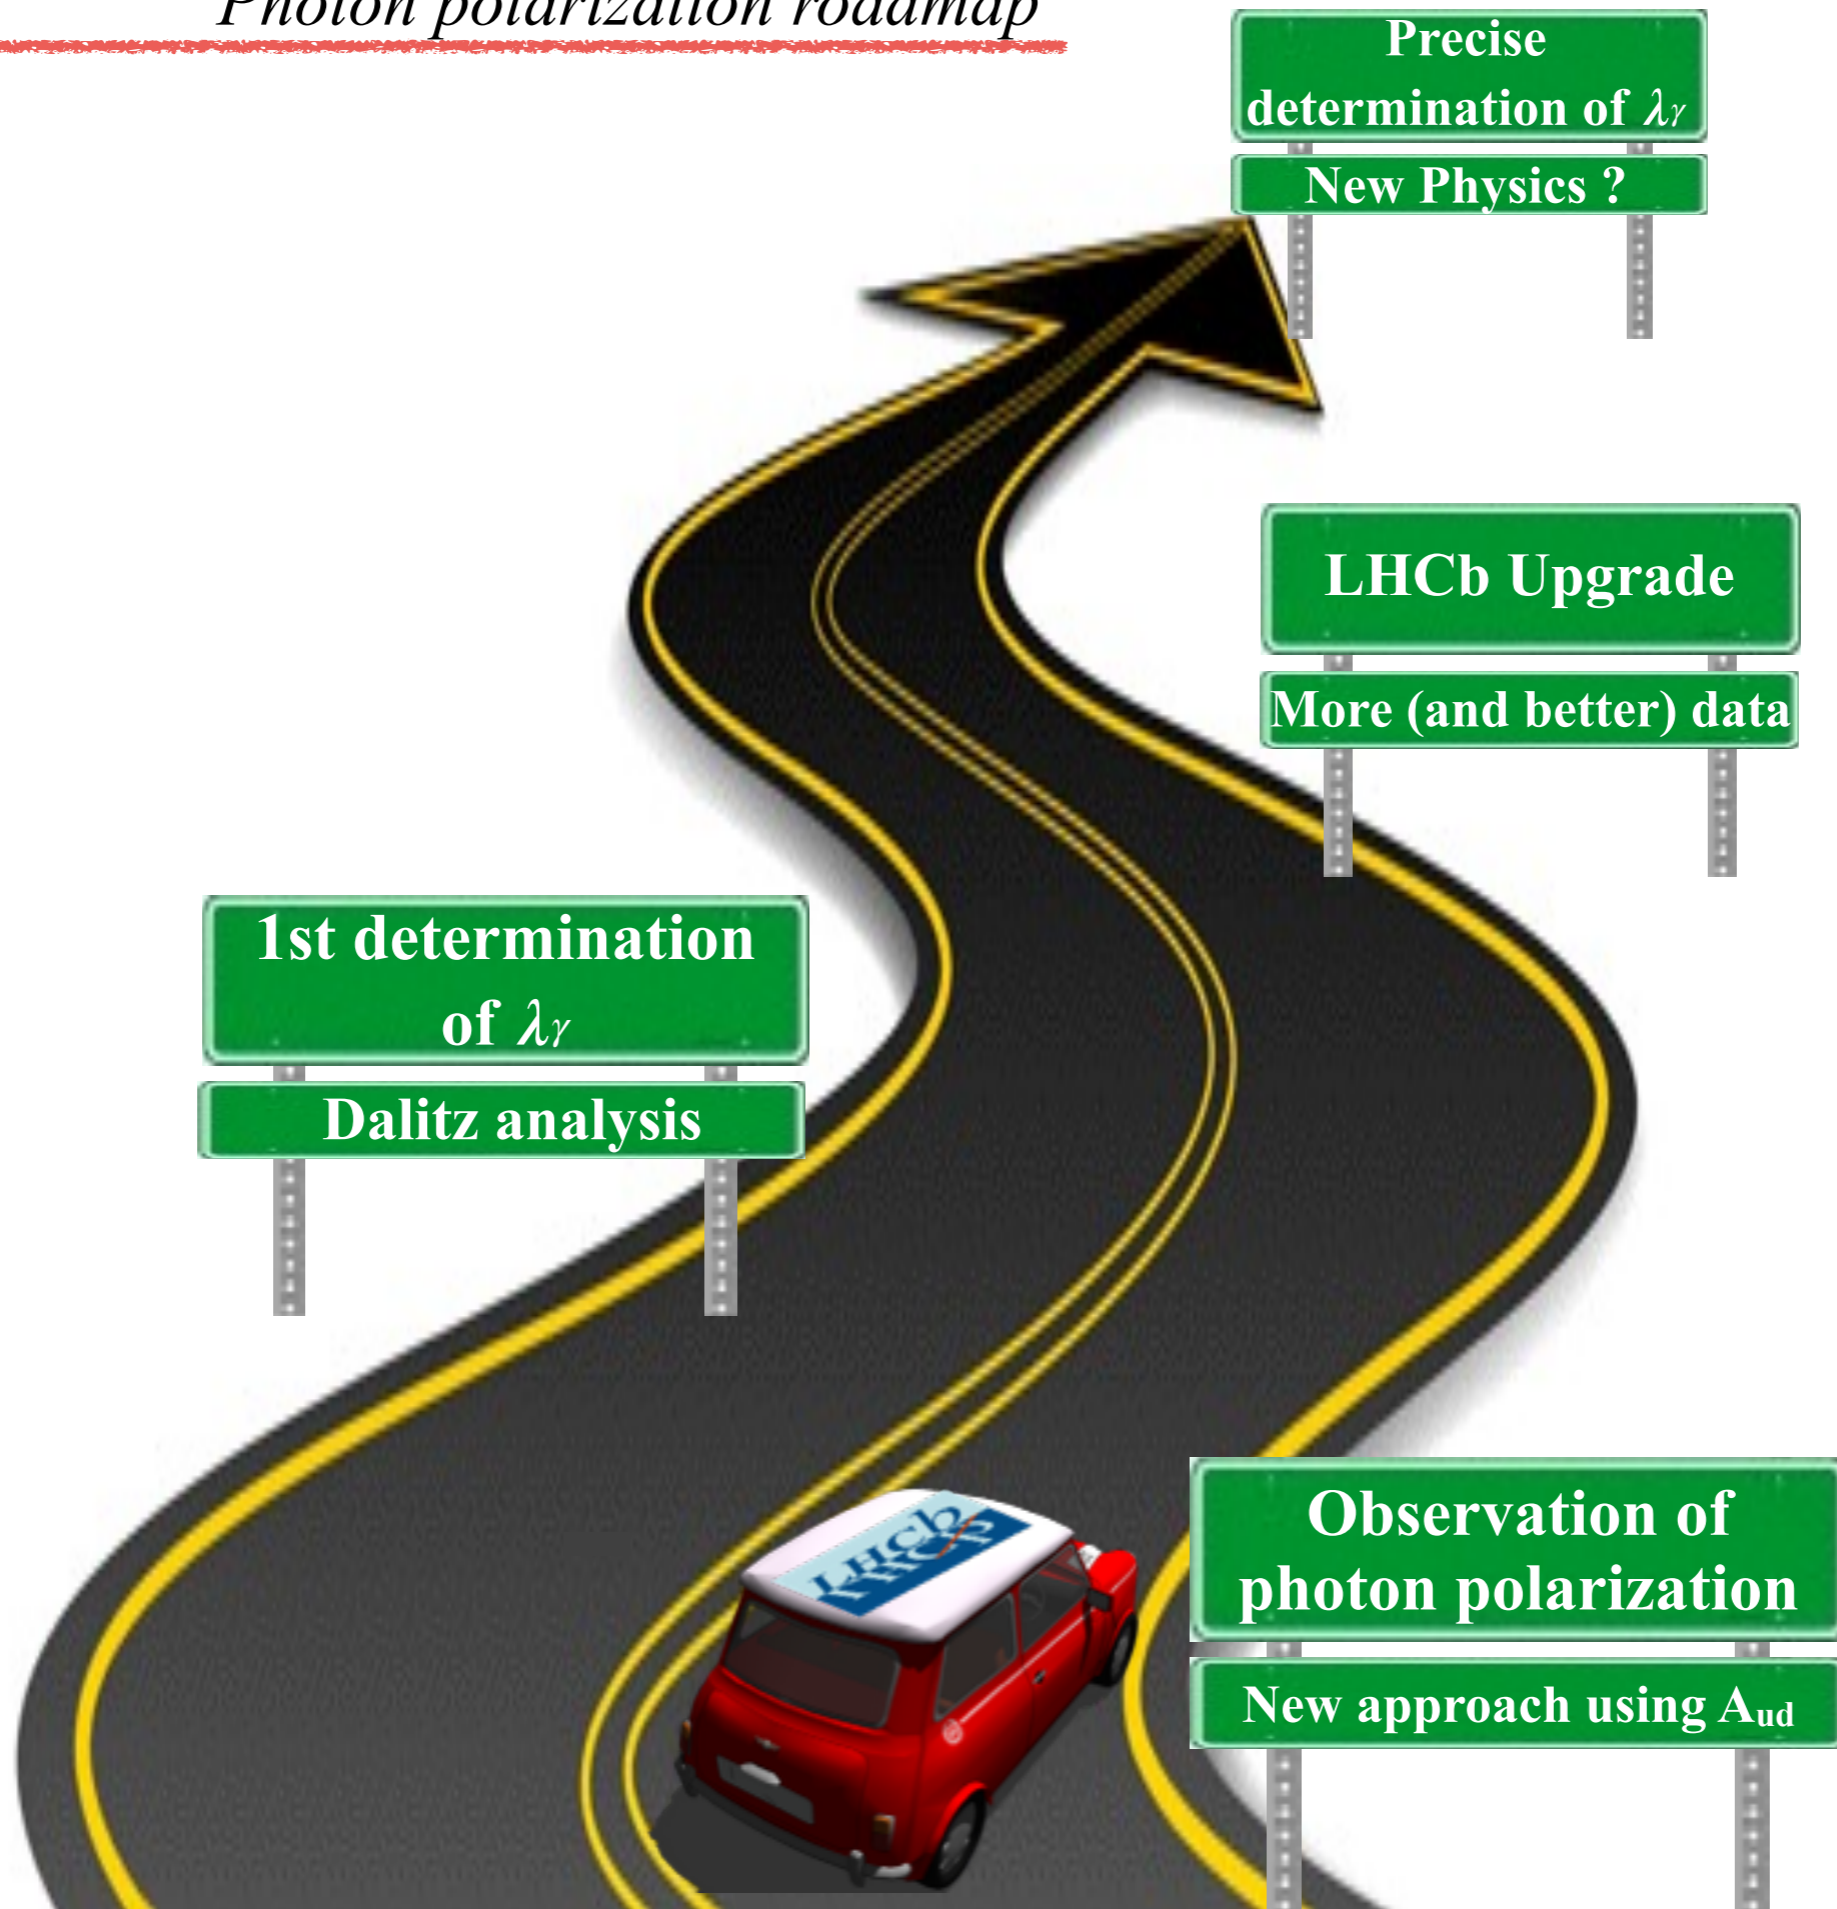 Photon polarization roadmap
Precise
determination of λγ
New Physics ?
LHCb Upgrade
More (and better) data
1st determination
of λγ
Dalitz analysis
LHCb
LHCb
Observation of
photon polarization
New approach using Aud